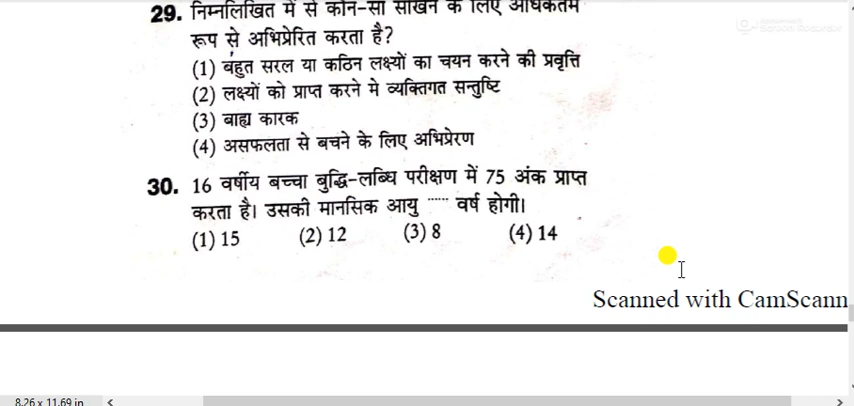 29. निम्नलिखित में से कौन-सा सीखने के लिए अधिकतम
रूप से अभिप्रेरित करता है?
(1) बहुत सरल या कठिन लक्ष्यों का चयन करने की प्रवृत्ति
(2) लक्ष्यों को प्राप्त करने मे व्यक्तिगत सन्तुष्टि
(3) बाह्य कारक
(4) असफलता से बचने के लिए अभिप्रेरण
30. 16 वर्षीय बच्चा बुद्धि-लब्धि परीक्षण में 75 अंक प्राप्त
करता है। उसकी मानसिक आयु ...... वर्ष होगी।
(1) 15 (2) 12 (3) 8 (4) 14
Scanned with CamScann
8.26 x 11.69 in